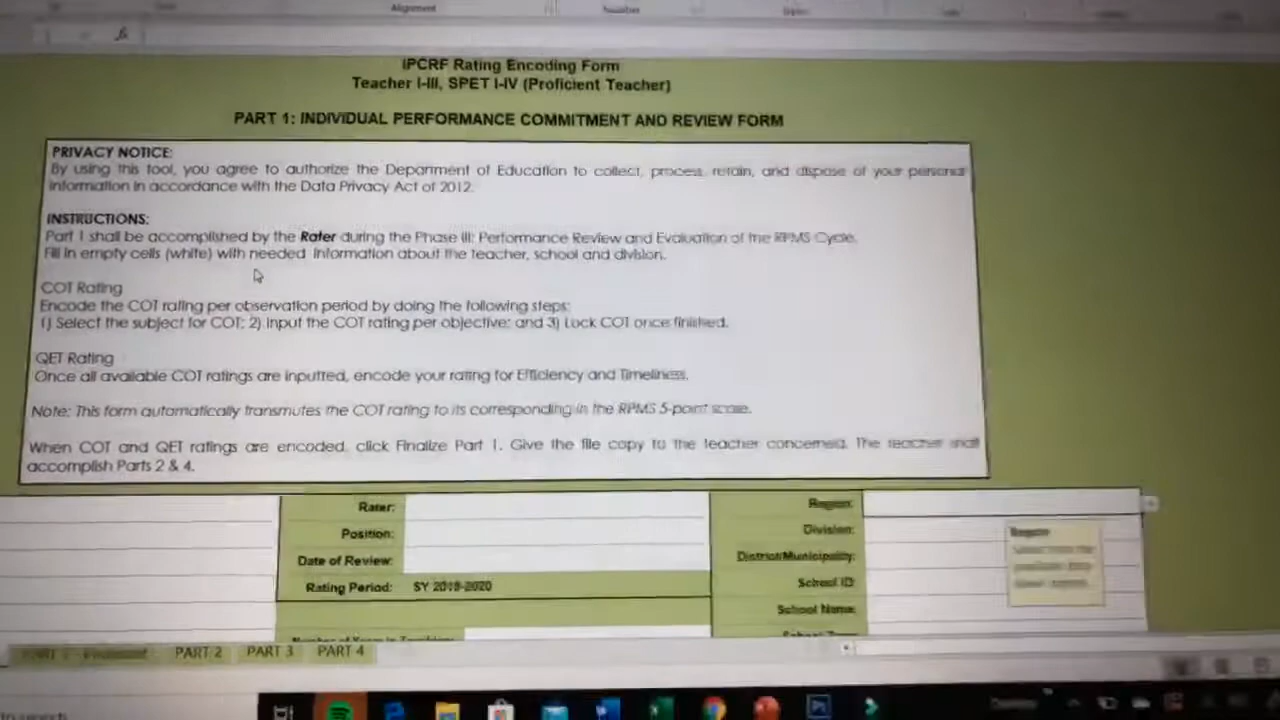 Alignment
fx
IPCRF Rating Encoding Form
Teacher I-III, SPET I-IV (Proficient Teacher)
PART 1: INDIVIDUAL PERFORMANCE COMMITMENT AND REVIEW FORM
PRIVACY NOTICE:
By using this tool, you agree to authorize the Department of Education to collect, process, retain, and dispose of your personal
information in accordance with the Data Privacy Act of 2012.
INSTRUCTIONS:
Part 1 shall be accomplished by the Rater during the Phase III: Performance Review and Evaluation of the RPMS Cycle.
Fill in empty cells (white) with needed information about the teacher, school and division.
COT Rating
Encode the COT rating per observation period by doing the following steps:
1) Select the subject for COT; 2) Input the COT rating per objective; and 3) Lock COT once finished.
QET Rating
Once all available COT ratings are inputted, encode your rating for Efficiency and Timeliness.
Note: This form automatically transmutes the COT rating to its corresponding in the RPMS 5-point scale.
When COT and QET ratings are encoded, click Finalize Part 1. Give the file copy to the teacher concerned. The teacher shall
accomplish Parts 2 & 4.
Rater:
Position:
Date of Review:
Rating Period: SY 2019-2020
Region:
Division:
District/Municipality:
School ID:
School Name:
Region
PART 2 PART 3 PART 4